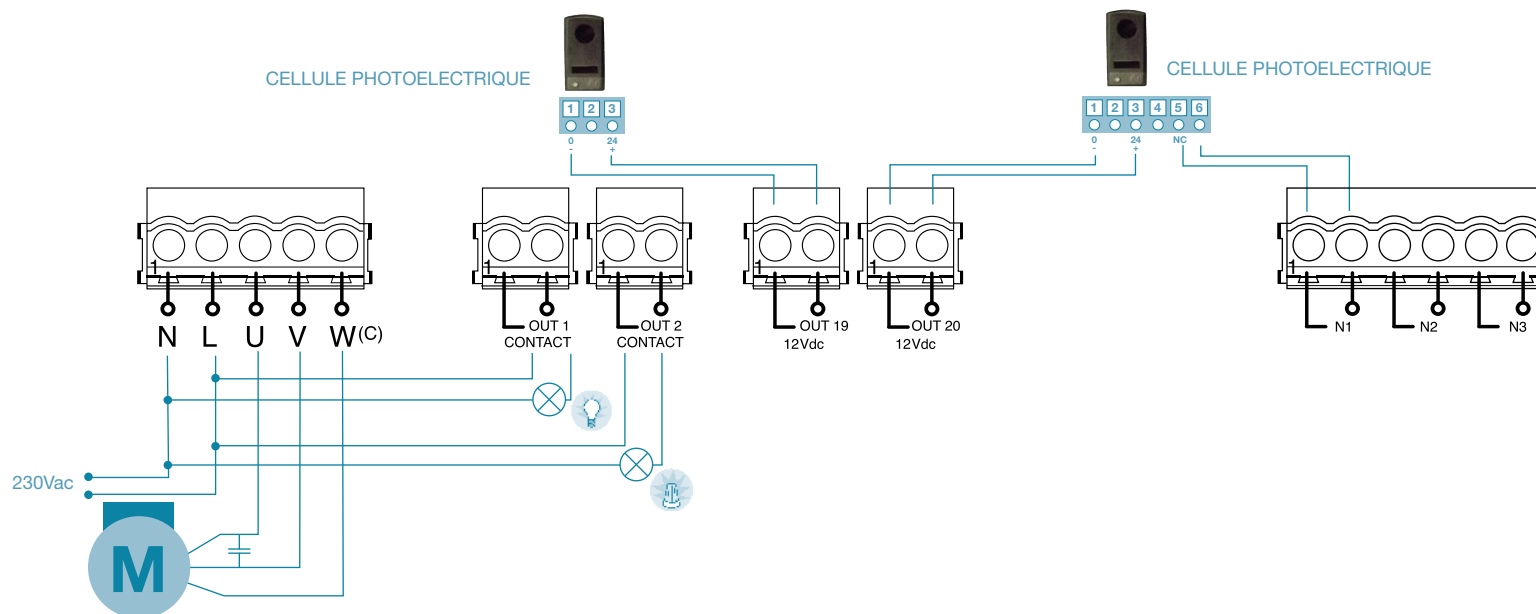 CELLULE PHOTOELECTRIQUE
CELLULE PHOTOELECTRIQUE
1 2 3
0 24
- +
1 2 3 4 5 6
0 24 NC
- +
1
1
1
1
1
1
N L U V W(C)
OUT 1
CONTACT
OUT 2
CONTACT
OUT 19
12Vdc
OUT 20
12Vdc
N1
N2
N3
230Vac
M